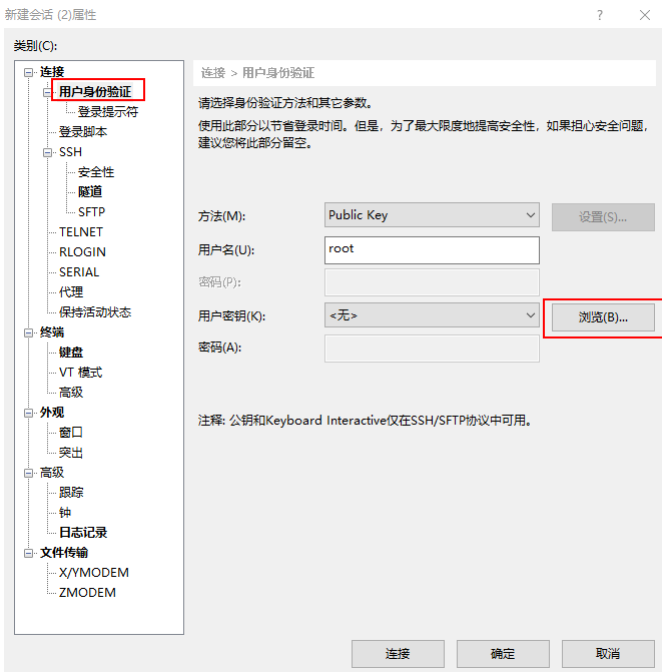 新建会话 (2)属性
?
类别(C):
连接
用户身份验证
登录提示符
登录脚本
SSH
安全性
隧道
SFTP
TELNET
RLOGIN
SERIAL
代理
保持活动状态
终端
键盘
VT 模式
高级
外观
窗口
突出
高级
跟踪
钟
日志记录
文件传输
X/YMODEM
ZMODEM
连接 > 用户身份验证
请选择身份验证方法和其它参数。
使用此部分以节省登录时间。但是，为了最大限度地提高安全性，如果担心安全问题，
建议您将此部分留空。
方法(M): Public Key 设置(S)...
用户名(U): root
密码(P):
用户密钥(K): <无> 浏览(B)...
密码(A):
注释: 公钥和Keyboard Interactive仅在SSH/SFTP协议中可用。
连接 确定 取消